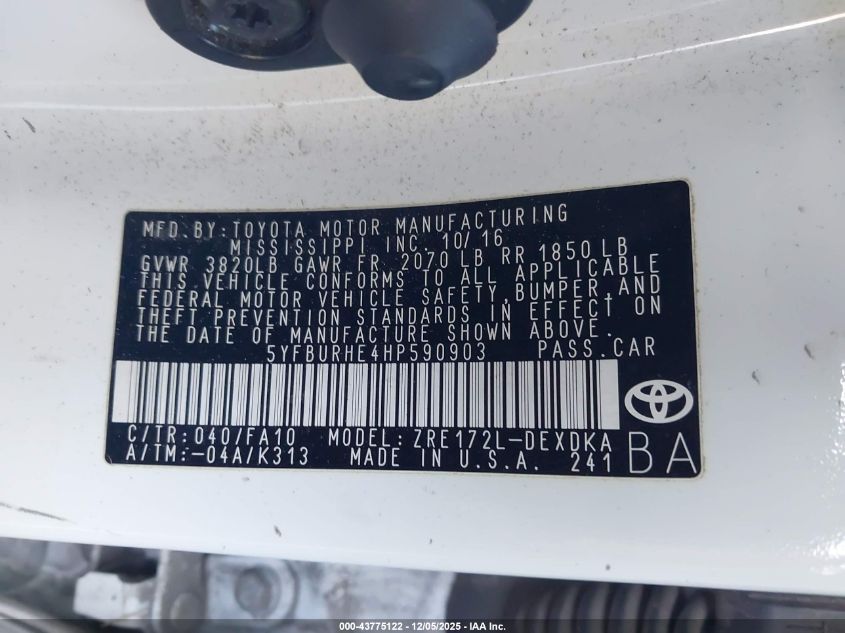 MFD. BY: TOYOTA MOTOR MANUFACTURING
MISSISSIPPI INC. 10/16
GVWR 3820LB GAWR FR. 2070 LB RR 1850 LB
THIS VEHICLE CONFORMS TO ALL APPLICABLE
FEDERAL MOTOR VEHICLE SAFETY, BUMPER, AND
THEFT PREVENTION STANDARDS IN EFFECT ON
THE DATE OF MANUFACTURE SHOWN ABOVE.
5YFBURHE4HP590903 PASS. CAR
C/TR: 040/FA10 MODEL: ZRE172L-DEXDKA
A/TM: -04A/K313 MADE IN U.S.A. 241
BA
000-43775122 - 12/05/2025 - IAA Inc.